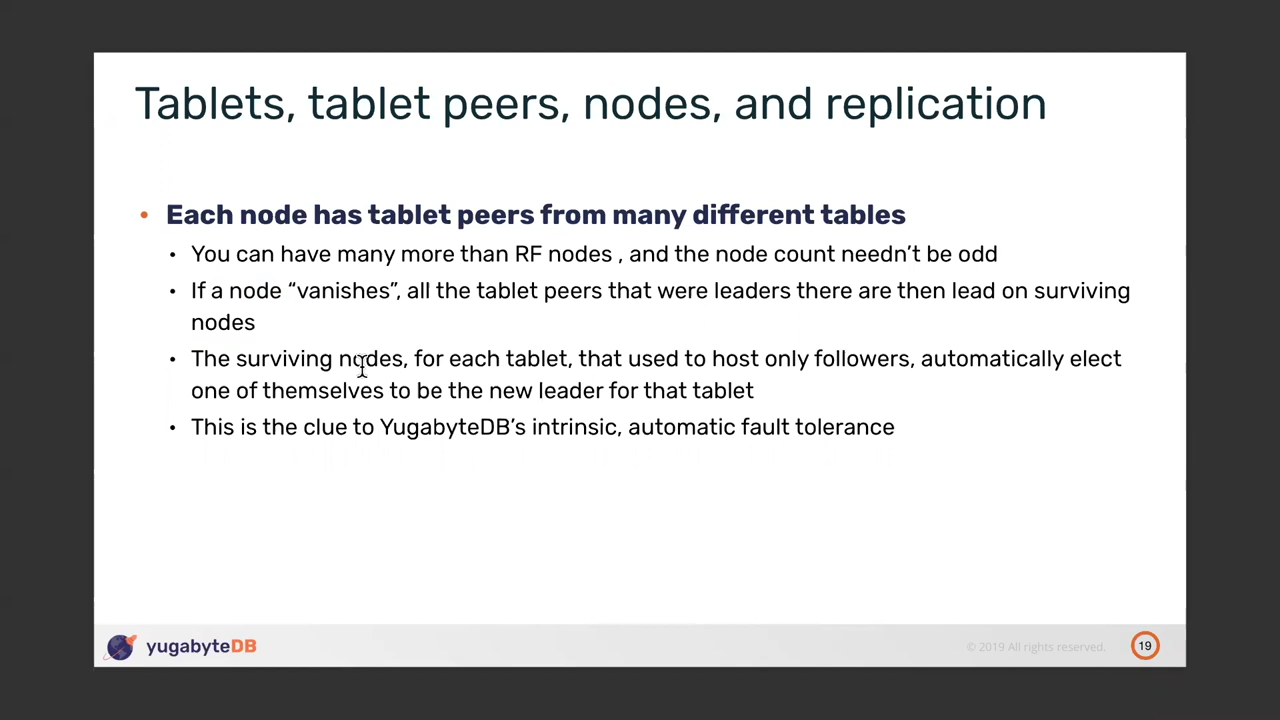 Tablets, tablet peers, nodes, and replication
• Each node has tablet peers from many different tables
• You can have many more than RF nodes , and the node count needn’t be odd
• If a node “vanishes”, all the tablet peers that were leaders there are then lead on surviving
nodes
• The surviving nodes, for each tablet, that used to host only followers, automatically elect
one of themselves to be the new leader for that tablet
• This is the clue to YugabyteDB’s intrinsic, automatic fault tolerance
yugabyteDB
© 2019 All rights reserved.
19